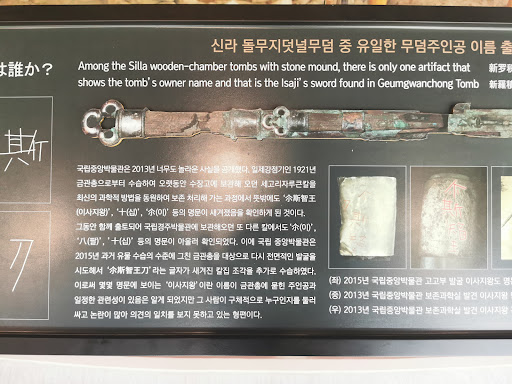 신라 돌무지덧널무덤 중 유일한 무덤주인공 이름 출
は誰か？
Among the Silla wooden-chamber tombs with stone mound, there is only one artifact that
shows the tomb's owner name and that is the Isaji's sword found in Geumgwanchong Tomb
新罗積
新羅積
斯
刀
국립중앙박물관은 2013년 너무도 놀라운 사실을 공개했다. 일제강점기인 1921년
금관총으로부터 수습하여 오랫동안 수장고에 보관해 오던 세고리자루큰칼을
최신의 과학적 방법을 동원하여 보존 처리해 가는 과정에서 뜻밖에도 '尒斯智王
(이사지왕)', '十(십)', '尒(이)' 등의 명문이 새겨졌음을 확인하게 된 것이다.
그동안 함께 출토되어 국립경주박물관에 보관해오던 또 다른 칼에서도 '尒(이)',
'八(팔)', '十(십)' 등의 명문이 아울러 확인되었다. 이에 국립 중앙박물관은
2015년 과거 유물 수습의 수준에 그친 금관총을 대상으로 다시 전면적인 발굴을
시도해서 '尒斯智王刀'라는 글자가 새겨진 칼집 조각을 추가로 수습하였다.
이로써 몇몇 명문에 보이는 '이사지왕'이란 이름이 금관총에 묻힌 주인공과
일정한 관련성이 있음은 알게 되었지만 그 사람이 구체적으로 누구인지를 둘러
싸고 논란이 많아 의견의 일치를 보지 못하고 있는 형편이다.
(좌) 2015년 국립중앙박물관 고고부 발굴 이사지왕도 명문
(중) 2013년 국립중앙박물관 보존과학실 발견 이사지왕
(우) 2013년 국립중앙박물관 보존과학실 발견 이사지왕